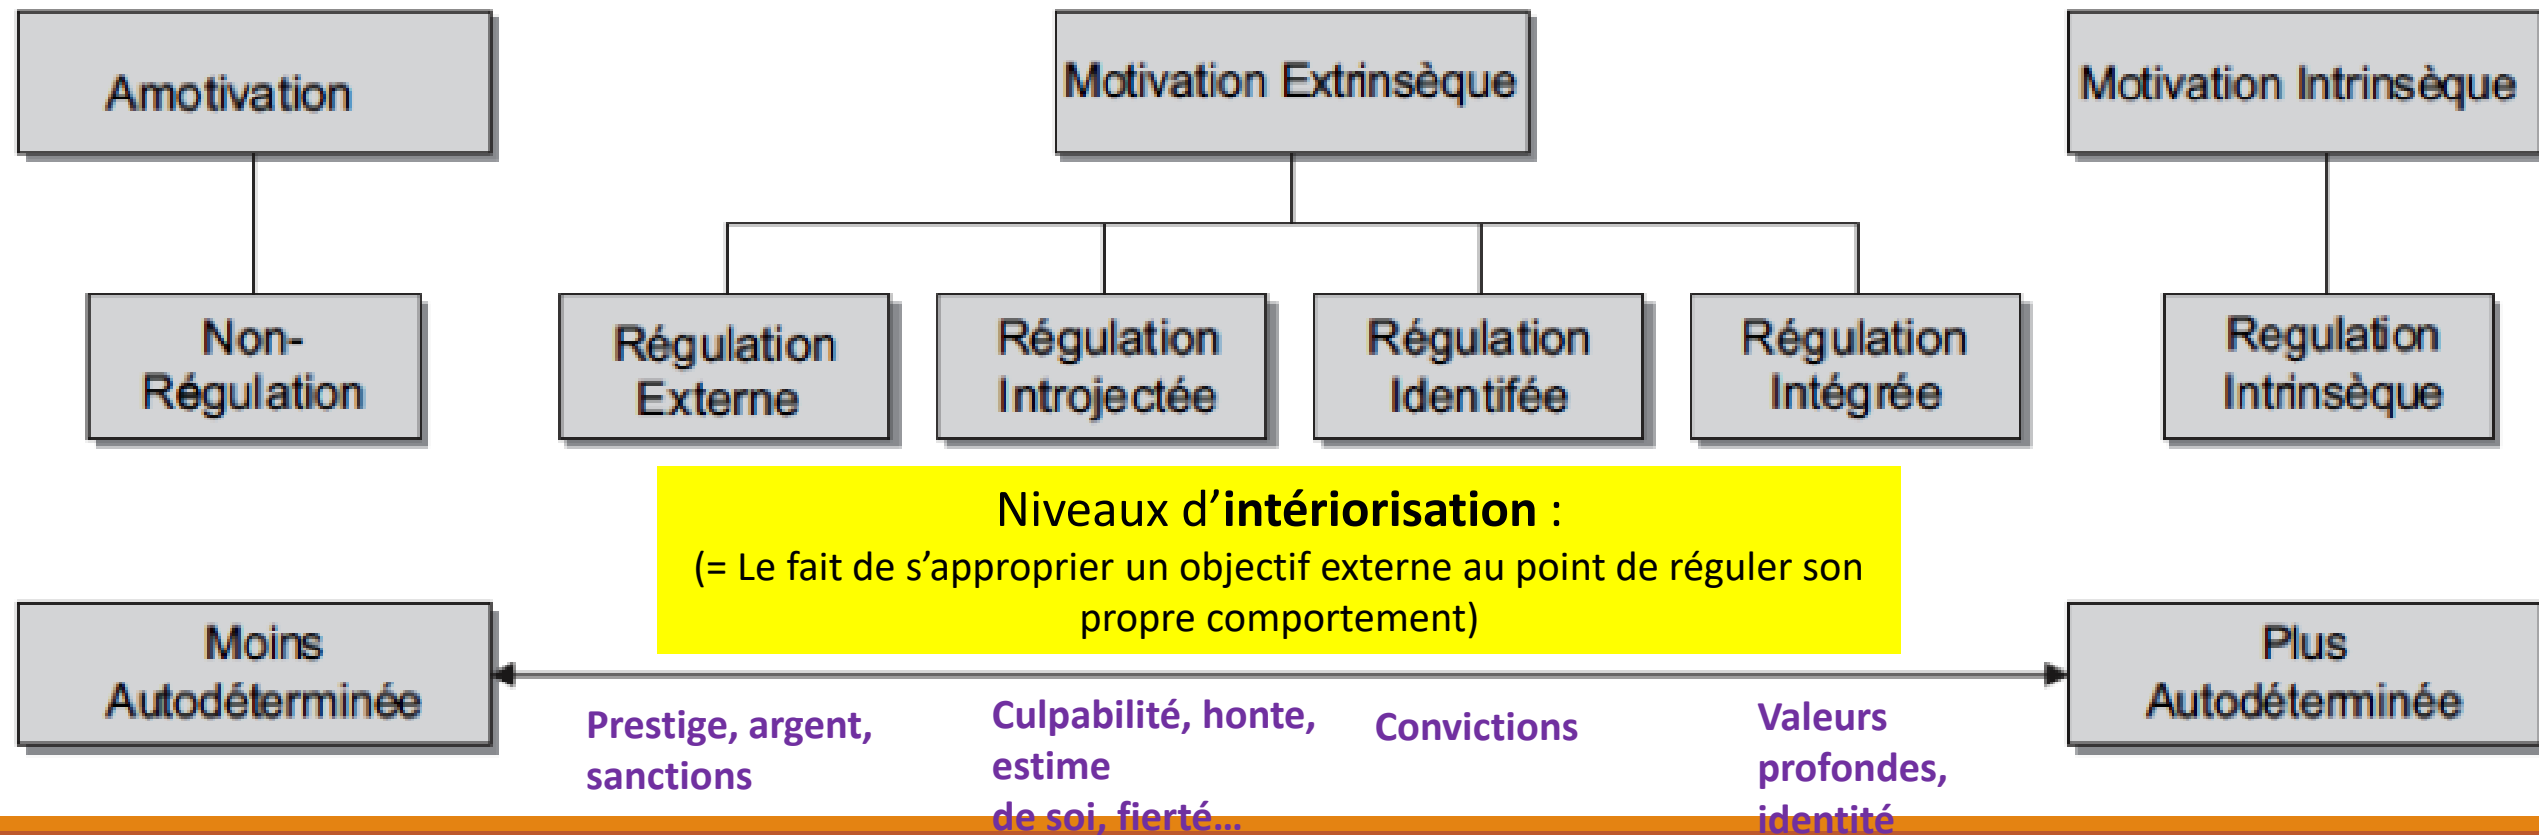 Amotivation
Motivation Extrinsèque
Motivation Intrinsèque
Non-
Régulation
Régulation
Externe
Régulation
Introjectée
Régulation
Identifée
Régulation
Intégrée
Regulation
Intrinsèque
Niveaux d’intériorisation :
(= Le fait de s’approprier un objectif externe au point de réguler son
propre comportement)
Moins
Autodéterminée
Plus
Autodéterminée
Prestige, argent,
sanctions
Culpabilité, honte,
estime
de soi, fierté...
Convictions
Valeurs
profondes,
identité